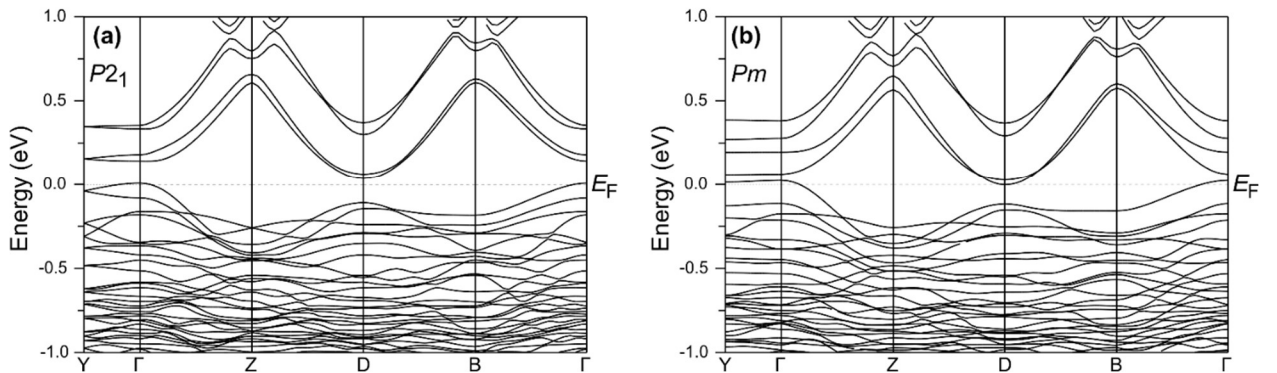 (a)
P2₁
Energy (eV)
1.0
0.5
0.0
-0.5
-1.0
Y Γ Z D B Γ
E_F
(b)
Pm
Energy (eV)
1.0
0.5
0.0
-0.5
-1.0
Y Γ Z D B Γ
E_F